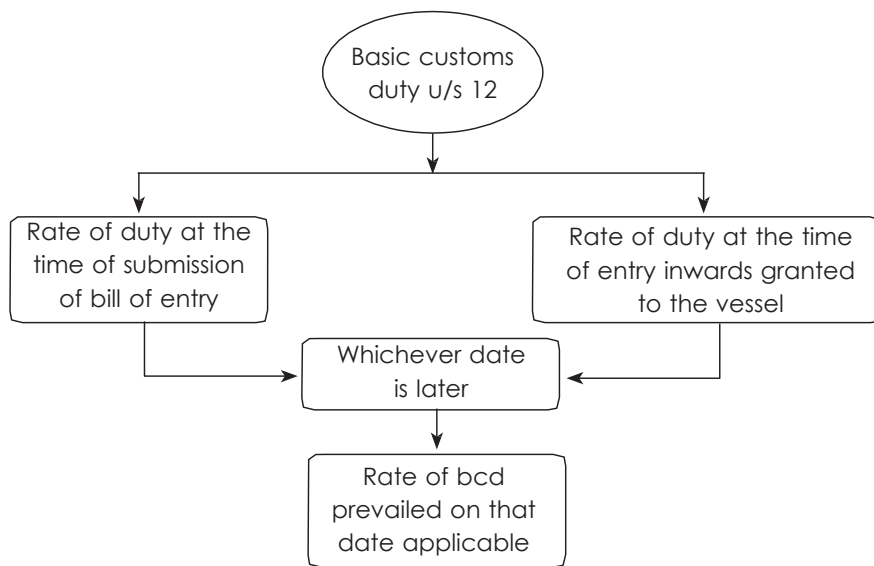 Basic customs
duty u/s 12
Rate of duty at the
time of submission
of bill of entry
Rate of duty at the time
of entry inwards granted
to the vessel
Whichever date
is later
Rate of bcd
prevailed on that
date applicable